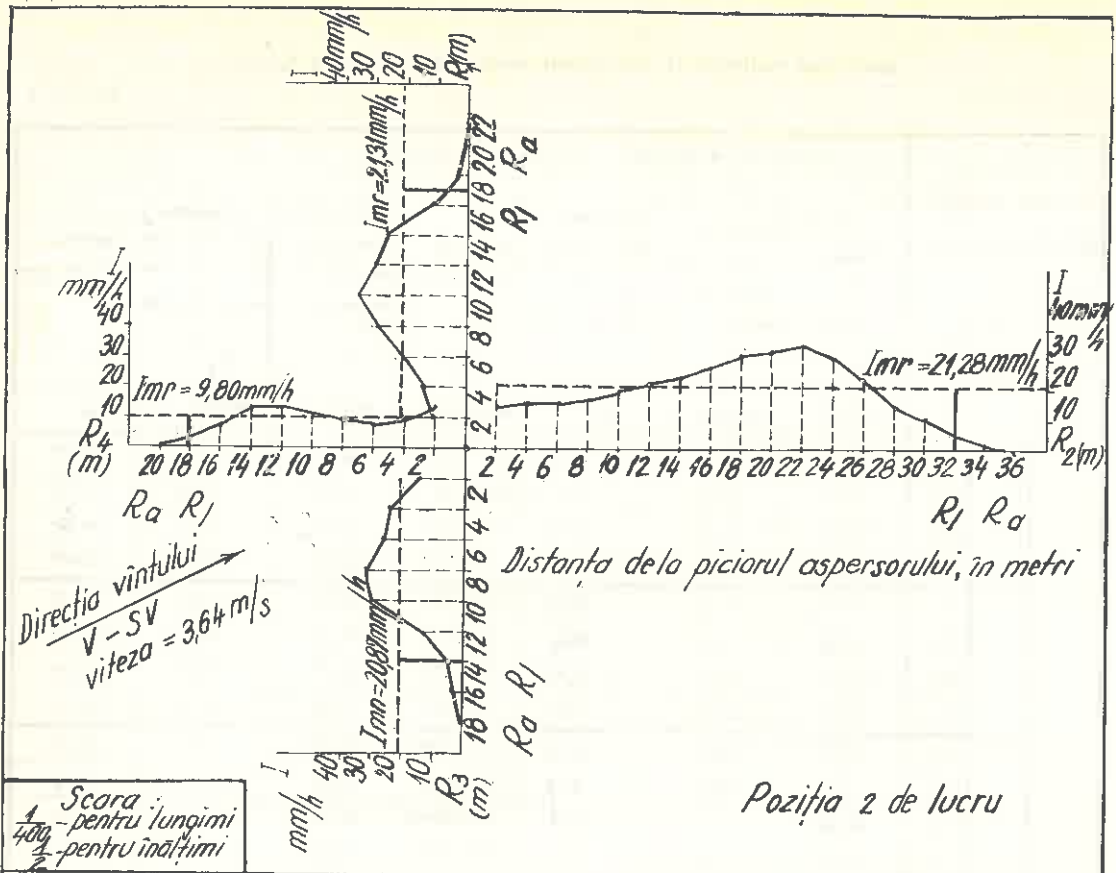 I
40mm/h
30
20
10
R1(m)
Imr=21,31mm/h
22
20
18
16
14
12
10
8
6
4
2
Ra
R1
I
mm/h
40
30
20
10
R4
(m)
Imr=9,80mm/h
20 18 16 14 12 10 8 6 4 2
Ra R1
2 4 6 8 10 12 14 16 18 20 22 24 26 28 30 32 34 36
I
40mm/h
30
20
10
R2(m)
Imr=21,28mm/h
R1 Ra
Distanța dela piciorul aspersorului, în metri
Direcția vîntului
V-SV
viteza = 3,64 m/s
2
4
6
8
10
12
14
16
18
Imn=20,87mm/h
R1
Ra
I
mm/h
40
30
20
10
R3
(m)
Scara:
1/400 - pentru lungimi
1/2 - pentru înălțimi
Poziția 2 de lucru